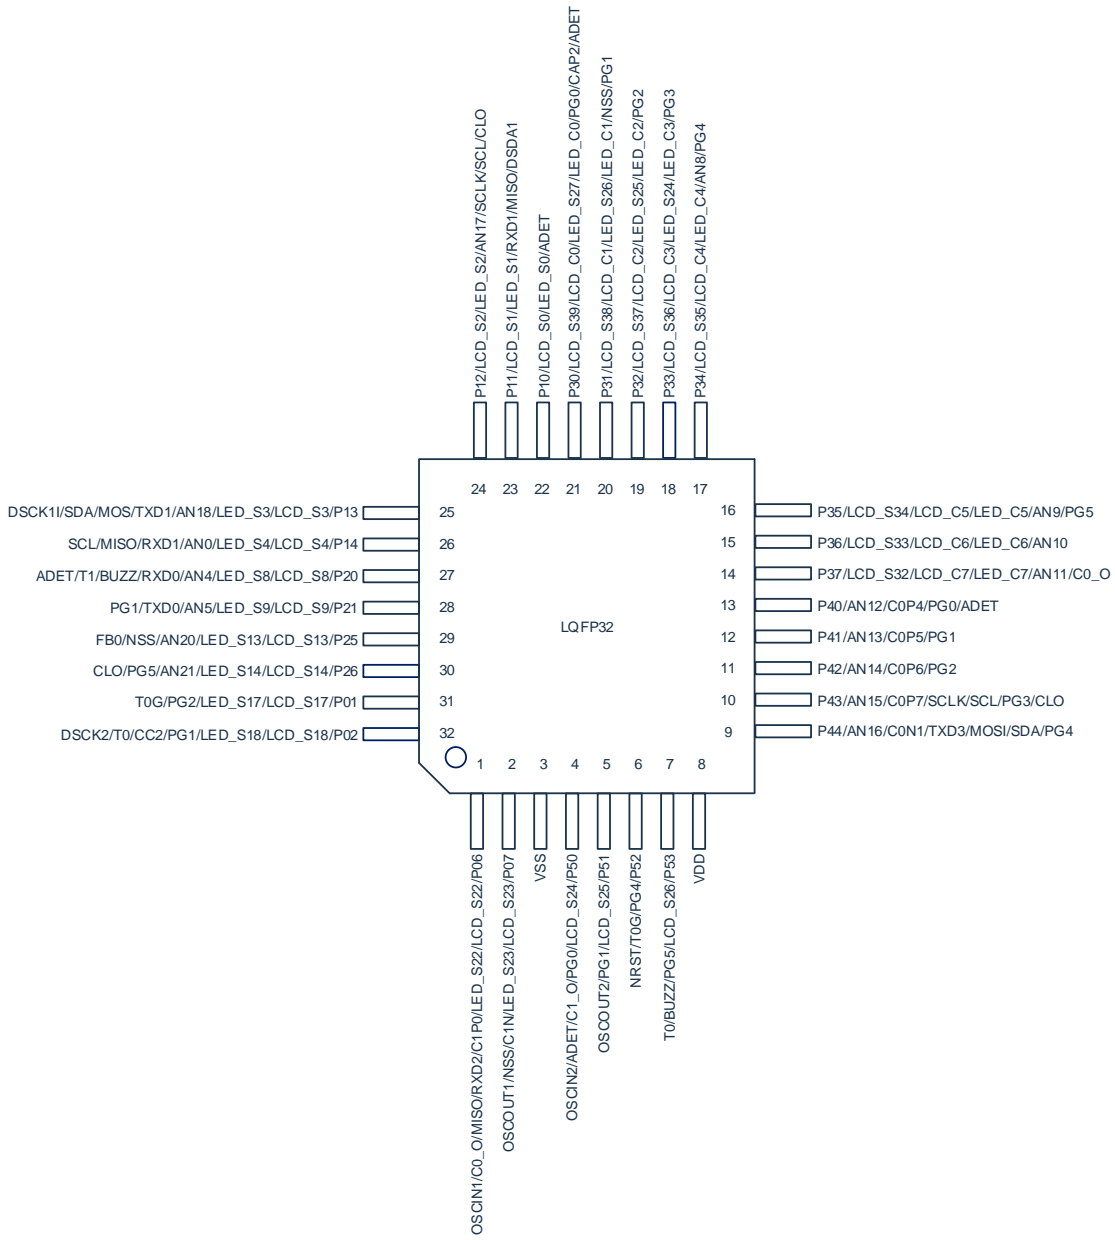 P12/LCD_S2/LED_S2/AN17/SCLK/SCL/CLO
P11/LCD_S1/LED_S1/RXD1/MISO/DSDA1
P10/LCD_S0/LED_S0/ADET
P30/LCD_S39/LCD_C0/LED_S27/LED_C0/PG0/CAP2/ADET
P31/LCD_S38/LCD_C1/LED_S26/LED_C1/NSS/PG1
P32/LCD_S37/LCD_C2/LED_S25/LED_C2/PG2
P33/LCD_S36/LCD_C3/LED_S24/LED_C3/PG3
P34/LCD_S35/LCD_C4/LED_C4/AN8/PG4
24 23 22 21 20 19 18 17
DSCK1I/SDA/MOS/TXD1/AN18/LED_S3/LCD_S3/P13 25
16 P35/LCD_S34/LCD_C5/LED_C5/AN9/PG5
SCL/MISO/RXD1/AN0/LED_S4/LCD_S4/P14 26
15 P36/LCD_S33/LCD_C6/LED_C6/AN10
ADET/T1/BUZZ/RXD0/AN4/LED_S8/LCD_S8/P20 27
14 P37/LCD_S32/LCD_C7/LED_C7/AN11/C0_O
PG1/TXD0/AN5/LED_S9/LCD_S9/P21 28
13 P40/AN12/C0P4/PG0/ADET
LQFP32
FB0/NSS/AN20/LED_S13/LCD_S13/P25 29
12 P41/AN13/C0P5/PG1
CLO/PG5/AN21/LED_S14/LCD_S14/P26 30
11 P42/AN14/C0P6/PG2
T0G/PG2/LED_S17/LCD_S17/P01 31
10 P43/AN15/C0P7/SCLK/SCL/PG3/CLO
DSCK2/T0/CC2/PG1/LED_S18/LCD_S18/P02 32
9 P44/AN16/C0N1/TXD3/MOSI/SDA/PG4
1 2 3 4 5 6 7 8
OSCIN1/C0_O/MISO/RXD2/C1P0/LED_S22/LCD_S22/P06
OSCOUT1/NSS/C1N/LED_S23/LCD_S23/P07
VSS
OSCIN2/ADET/C1_O/PG0/LCD_S24/P50
OSCOUT2/PG1/LCD_S25/P51
NRST/T0G/PG4/P52
T0/BUZZ/PG5/LCD_S26/P53
VDD